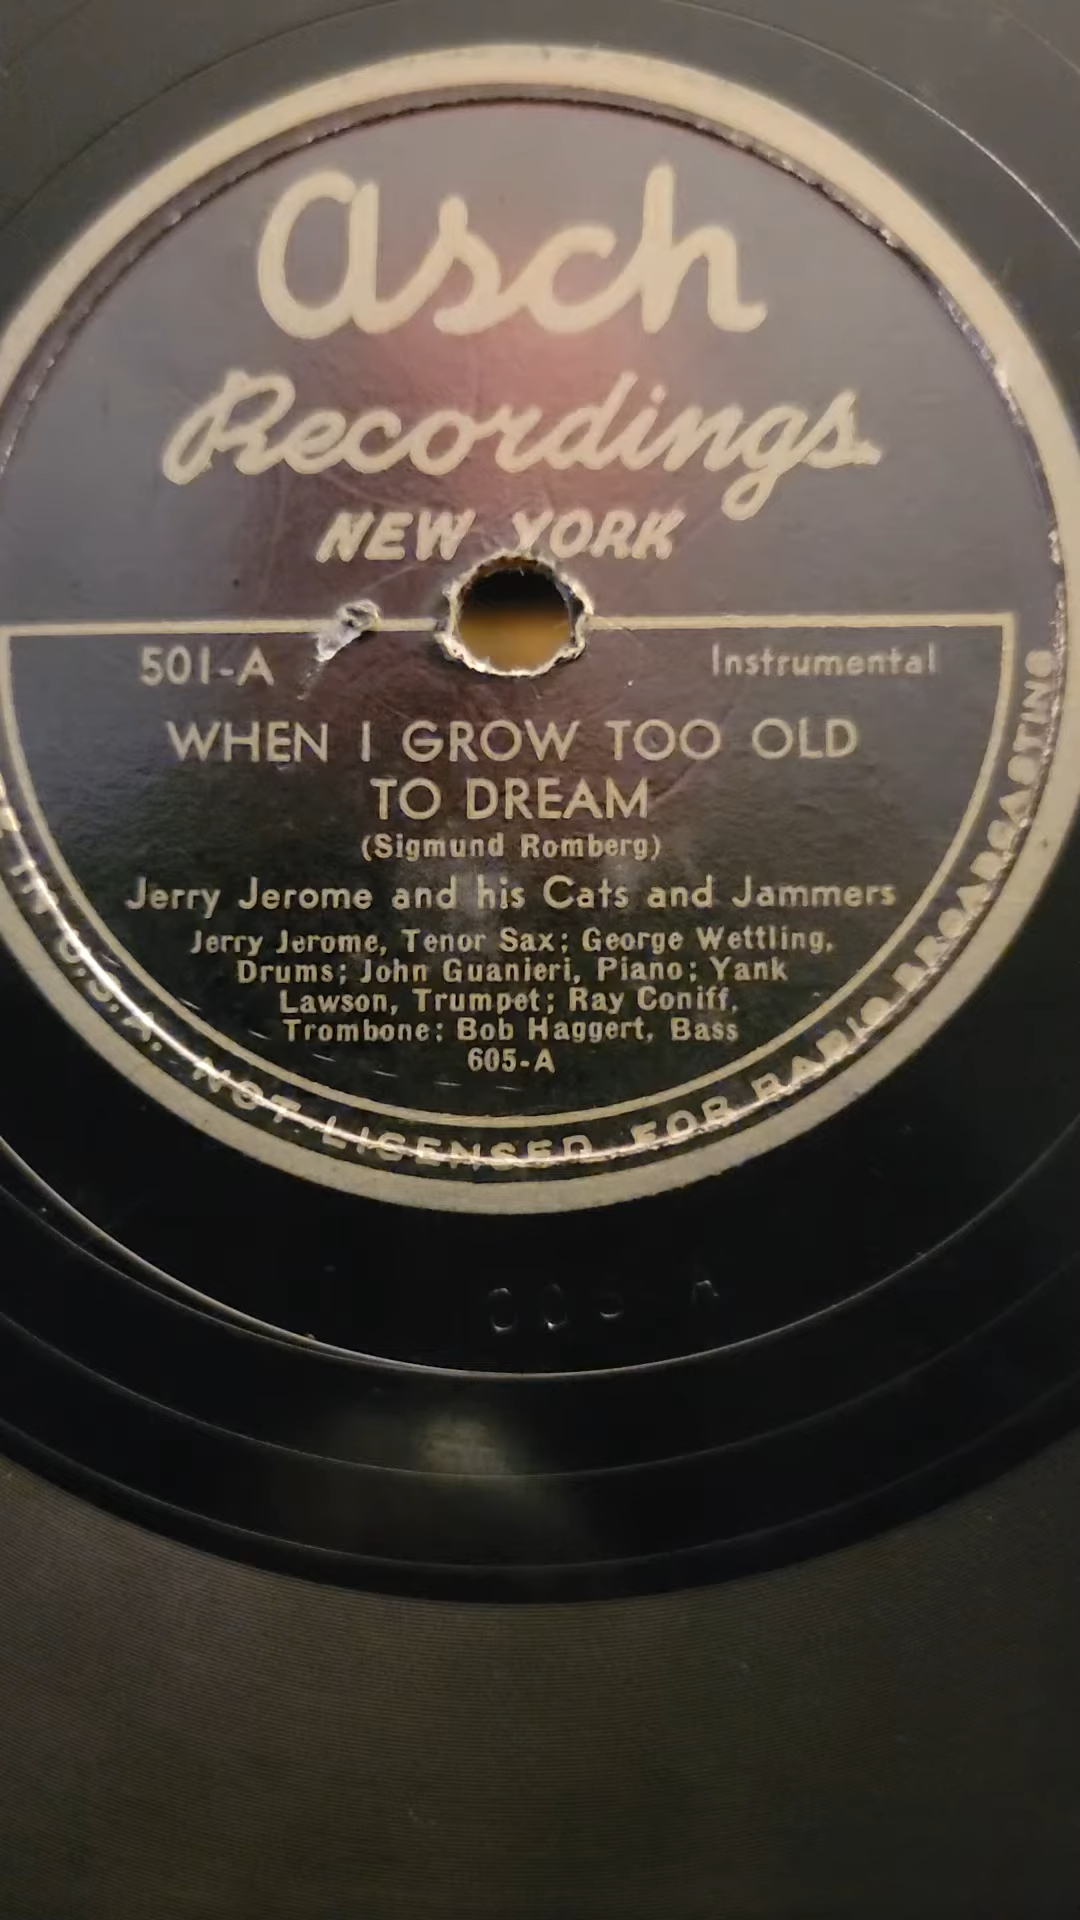 asch
Recordings
NEW YORK
501-A
Instrumental
WHEN I GROW TOO OLD
TO DREAM
(Sigmund Romberg)
Jerry Jerome and his Cats and Jammers
Jerry Jerome, Tenor Sax; George Wettling,
Drums; John Guanieri, Piano; Yank
Lawson, Trumpet; Ray Coniff,
Trombone; Bob Haggert, Bass
605-A
IN U.S.A. NOT LICENSED FOR RADIO BROADCASTING